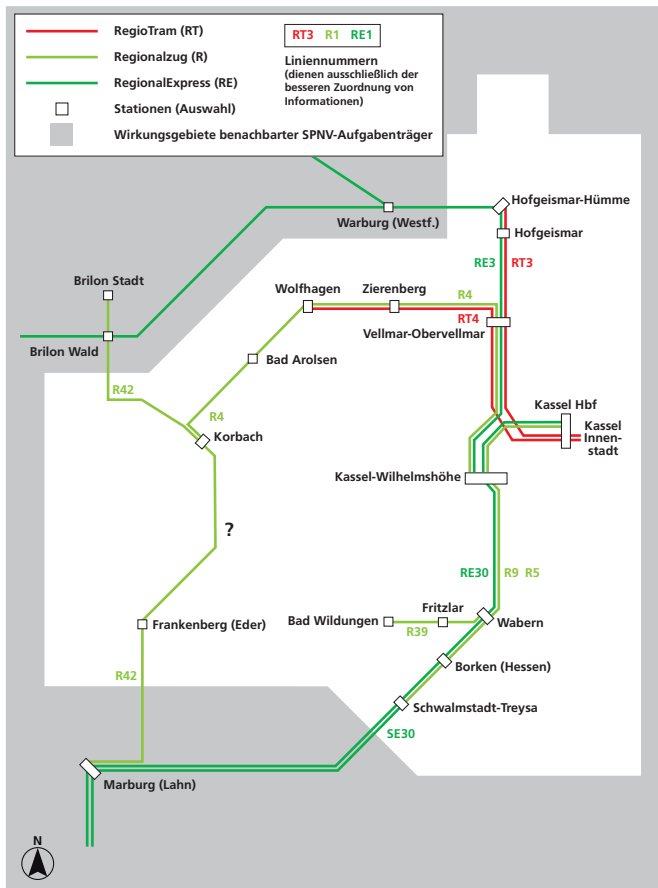 RegioTram (RT)
Regionalzug (R)
RegionalExpress (RE)
Stationen (Auswahl)
Wirkungsgebiete benachbarter SPNV-Aufgabenträger
RT3 R1 RE1
Liniennummern
(dienen ausschließlich der
besseren Zuordnung von
Informationen)
Hofgeismar-Hümme
Warburg (Westf.)
Hofgeismar
RE3 RT3
Brilon Stadt
Wolfhagen
Zierenberg
R4
RT4
Vellmar-Obervellmar
Brilon Wald
Bad Arolsen
R42
R4
Kassel Hbf
Kassel
Innen-
stadt
Korbach
Kassel-Wilhelmshöhe
?
RE30
R9 R5
Frankenberg (Eder)
Bad Wildungen
Fritzlar
R39
Wabern
Borken (Hessen)
R42
Schwalmstadt-Treysa
SE30
Marburg (Lahn)
N